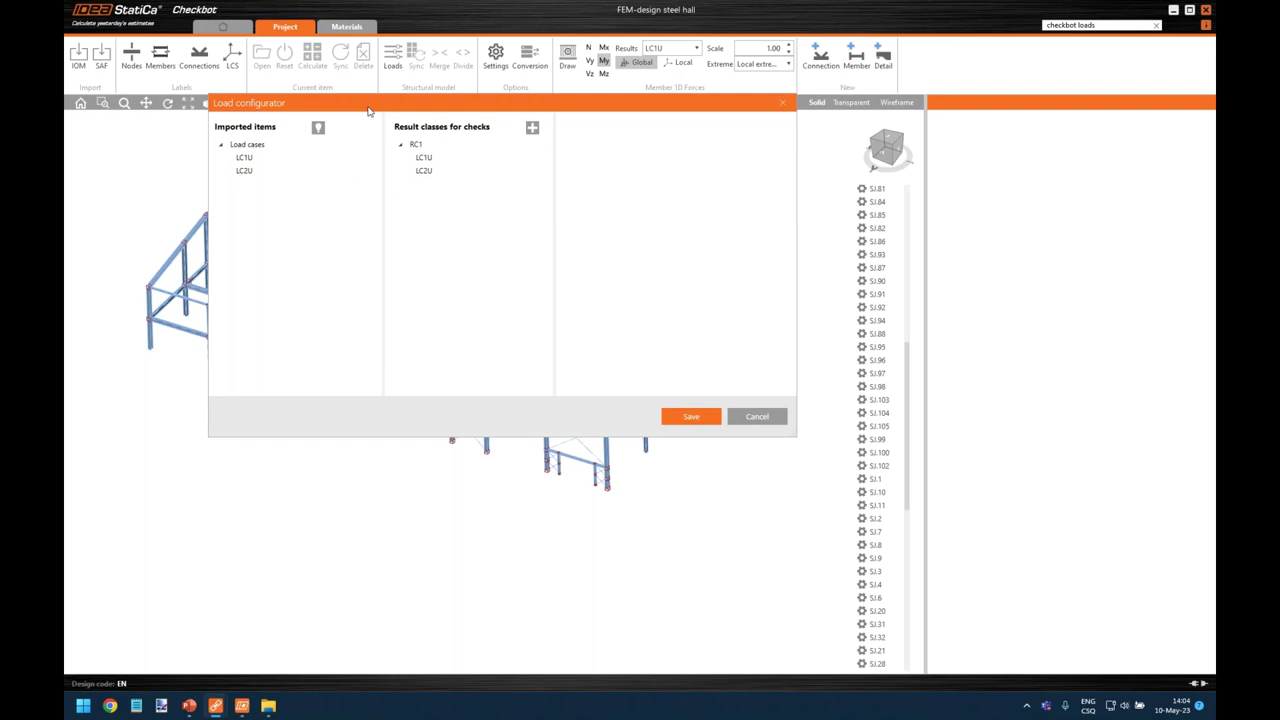 IDEA StatiCa Checkbot
Calculate yesterday's estimates
FEM-design steel hall
Project
Materials
checkbot loads
IOM
SAF
Nodes
Members
Connections
LCS
Open
Reset
Calculate
Sync
Delete
Loads
Sync
Merge
Divide
Settings
Conversion
Draw
N
Mx
Vy
My
Vz
Mz
Results
LC1U
Scale
1.00
Global
Local
Extreme
Local extre...
Connection
Member
Detail
Import
Labels
Current item
Structural model
Options
Member 1D Forces
New
Load configurator
Solid
Transparent
Wireframe
Imported items
Load cases
LC1U
LC2U
Result classes for checks
RC1
LC1U
LC2U
Save
Cancel
SJ.81
SJ.84
SJ.85
SJ.82
SJ.86
SJ.93
SJ.87
SJ.90
SJ.91
SJ.92
SJ.94
SJ.88
SJ.95
SJ.96
SJ.97
SJ.98
SJ.103
SJ.104
SJ.105
SJ.99
SJ.100
SJ.102
SJ.1
SJ.10
SJ.11
SJ.2
SJ.7
SJ.8
SJ.9
SJ.3
SJ.4
SJ.6
SJ.20
SJ.31
SJ.32
SJ.21
SJ.28
Design code: EN
ENG
CSQ
14:04
10-May-23